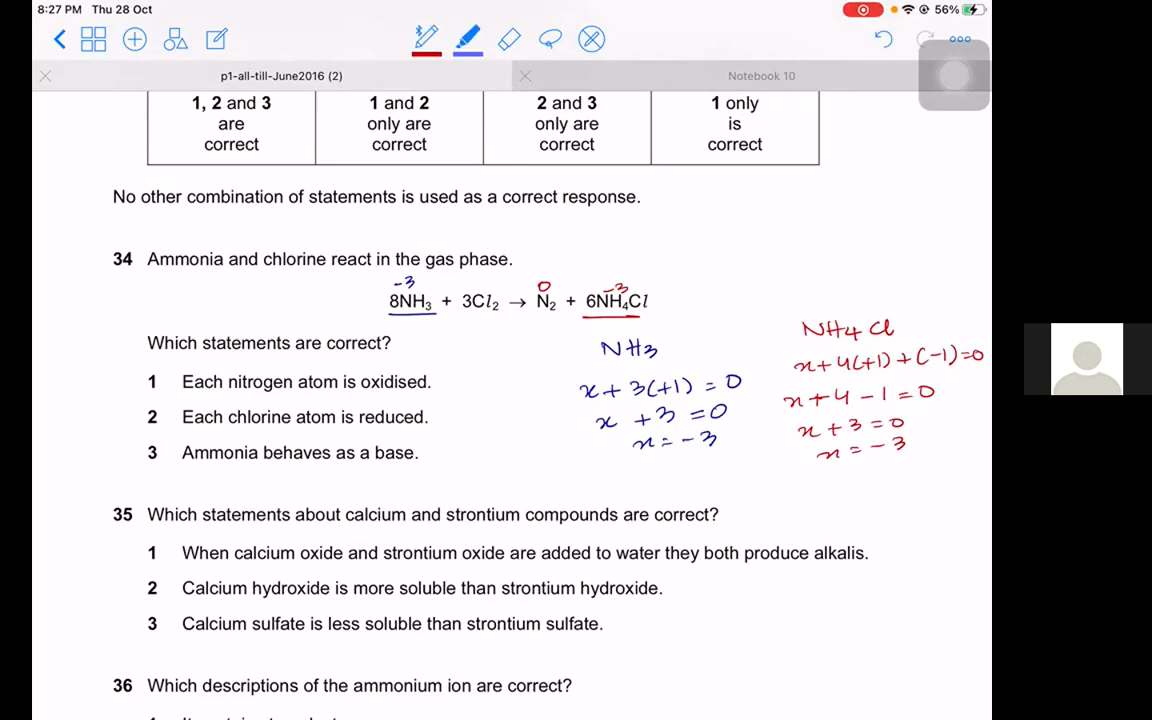 8:27 PM Thu 28 Oct
56%
p1-all-till-June2016 (2)
Notebook 10
1, 2 and 3 are correct
1 and 2 only are correct
2 and 3 only are correct
1 only is correct
No other combination of statements is used as a correct response.
34 Ammonia and chlorine react in the gas phase.
-3 0 -3
8NH₃ + 3Cl₂ → N₂ + 6NH₄Cl
Which statements are correct?
1 Each nitrogen atom is oxidised.
2 Each chlorine atom is reduced.
3 Ammonia behaves as a base.
NH3
x + 3(+1) = 0
x + 3 = 0
x = -3
NH4 Cl
x + 4(+1) + (-1) = 0
x + 4 - 1 = 0
x + 3 = 0
x = -3
35 Which statements about calcium and strontium compounds are correct?
1 When calcium oxide and strontium oxide are added to water they both produce alkalis.
2 Calcium hydroxide is more soluble than strontium hydroxide.
3 Calcium sulfate is less soluble than strontium sulfate.
36 Which descriptions of the ammonium ion are correct?